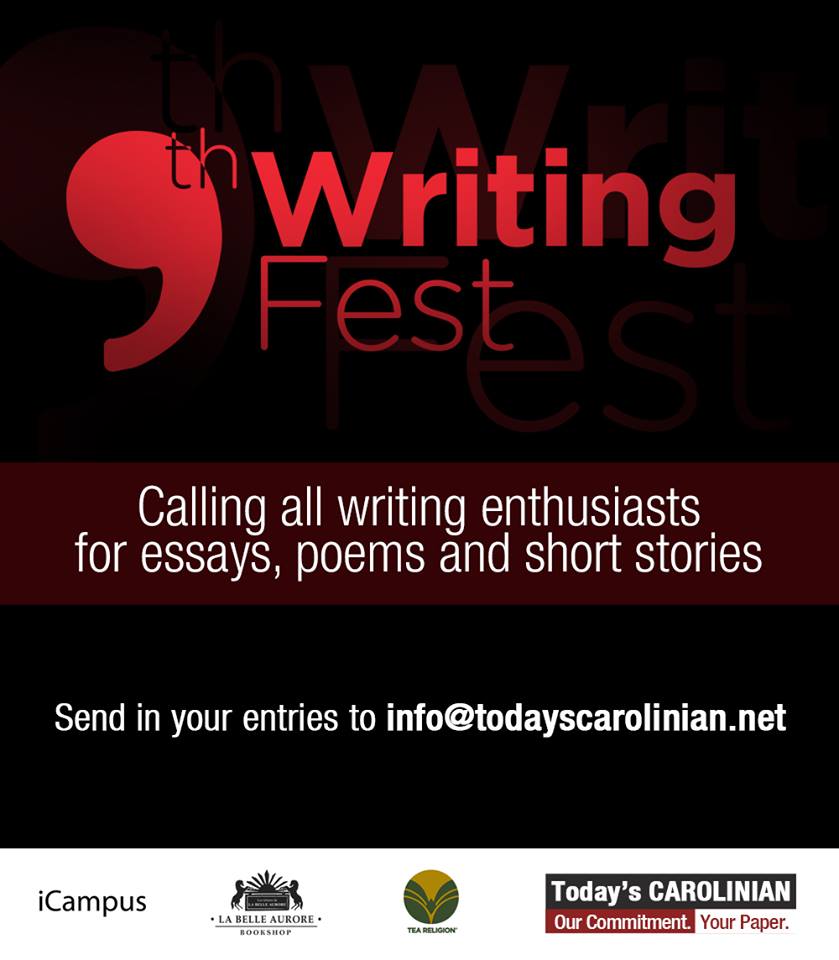 9th Writing
Fest
Calling all writing enthusiasts
for essays, poems and short stories
Send in your entries to info@todayscarolinian.net
iCampus
• LA BELLE AURORE •
BOOKSHOP
TEA RELIGION
Today's CAROLINIAN
Our Commitment. Your Paper.